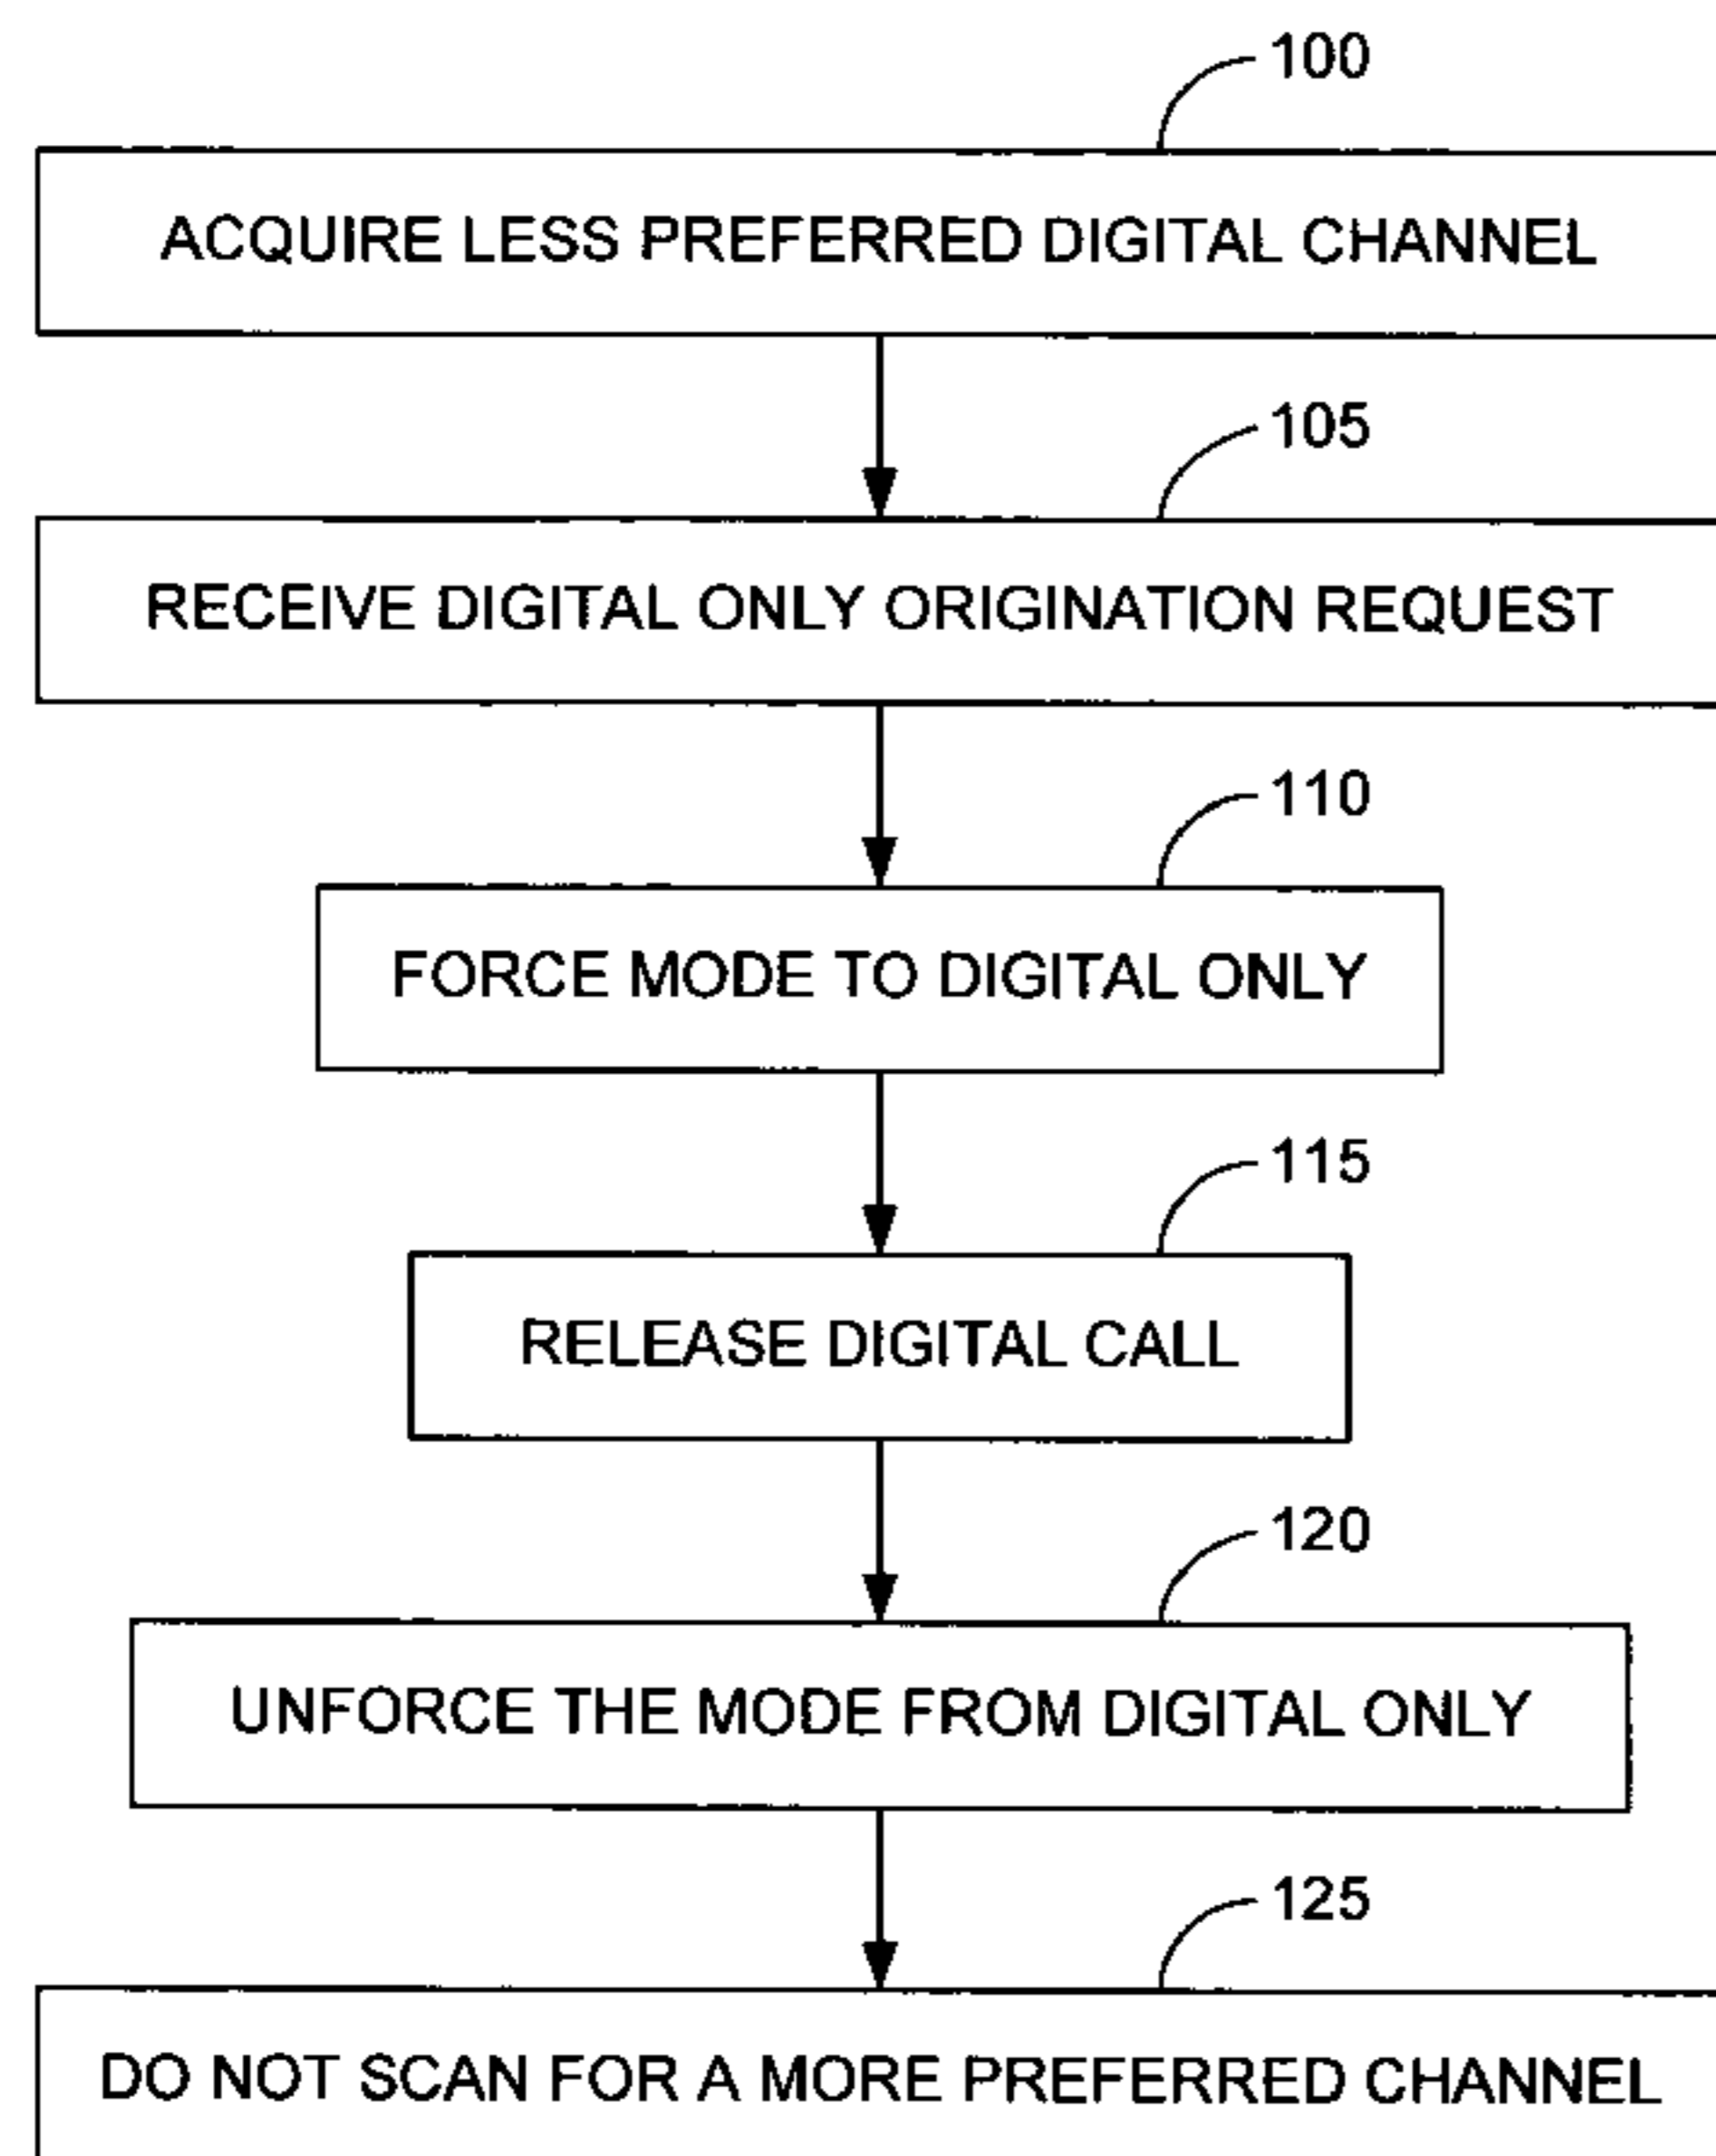 100
ACQUIRE LESS PREFERRED DIGITAL CHANNEL
105
RECEIVE DIGITAL ONLY ORIGINATION REQUEST
110
FORCE MODE TO DIGITAL ONLY
115
RELEASE DIGITAL CALL
120
UNFORCE THE MODE FROM DIGITAL ONLY
125
DO NOT SCAN FOR A MORE PREFERRED CHANNEL